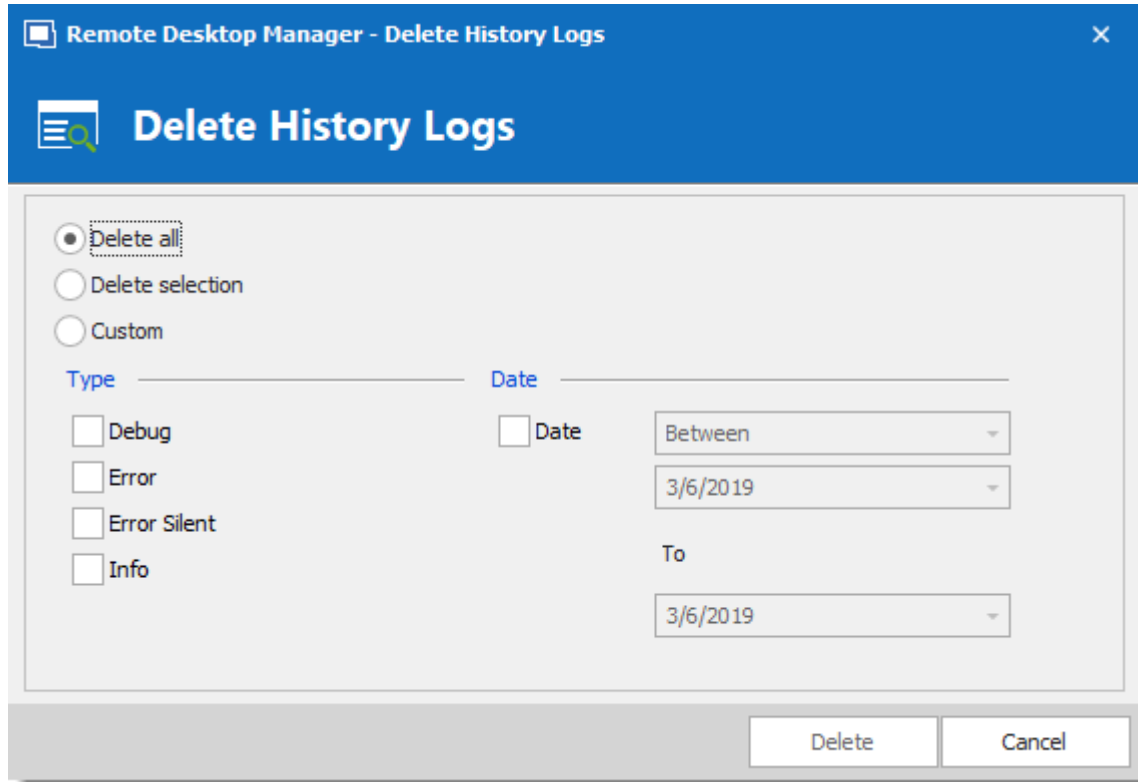 Remote Desktop Manager - Delete History Logs
Delete History Logs
Delete all
Delete selection
Custom
Type Date
Debug Date Between
Error 3/6/2019
Error Silent
Info To
3/6/2019
Delete Cancel